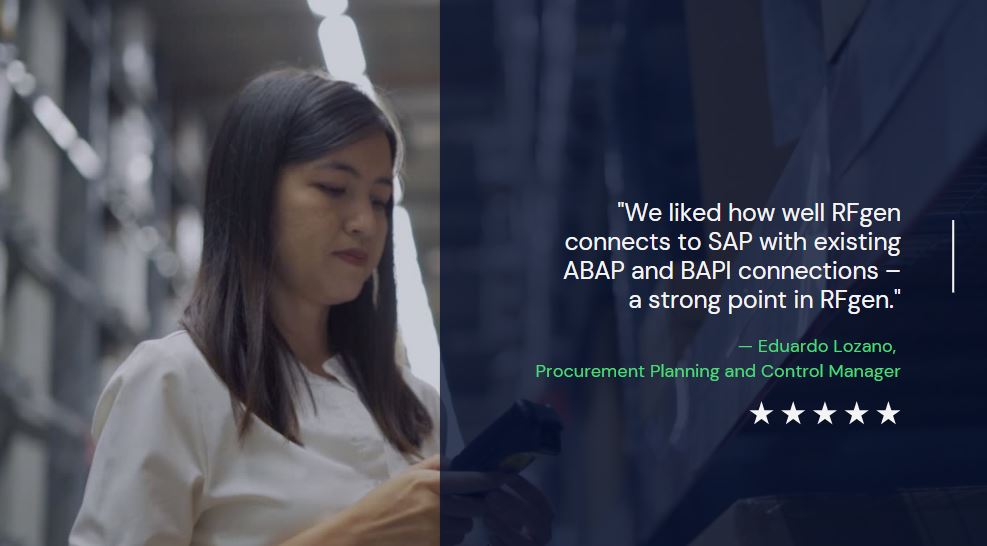 "We liked how well RFgen
connects to SAP with existing
ABAP and BAPI connections –
a strong point in RFgen."
— Eduardo Lozano,
Procurement Planning and Control Manager
★★★★★